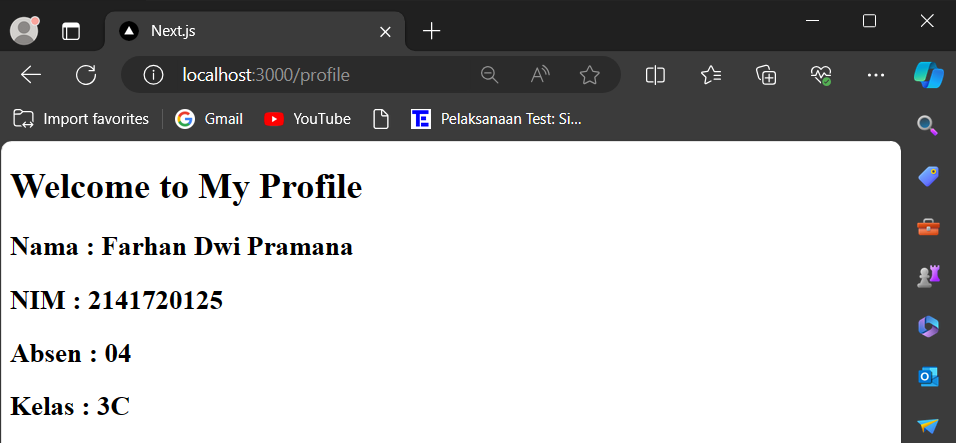 Next.js
localhost:3000/profile
Import favorites Gmail YouTube Pelaksanaan Test: Si...
Welcome to My Profile
Nama : Farhan Dwi Pramana
NIM : 2141720125
Absen : 04
Kelas : 3C